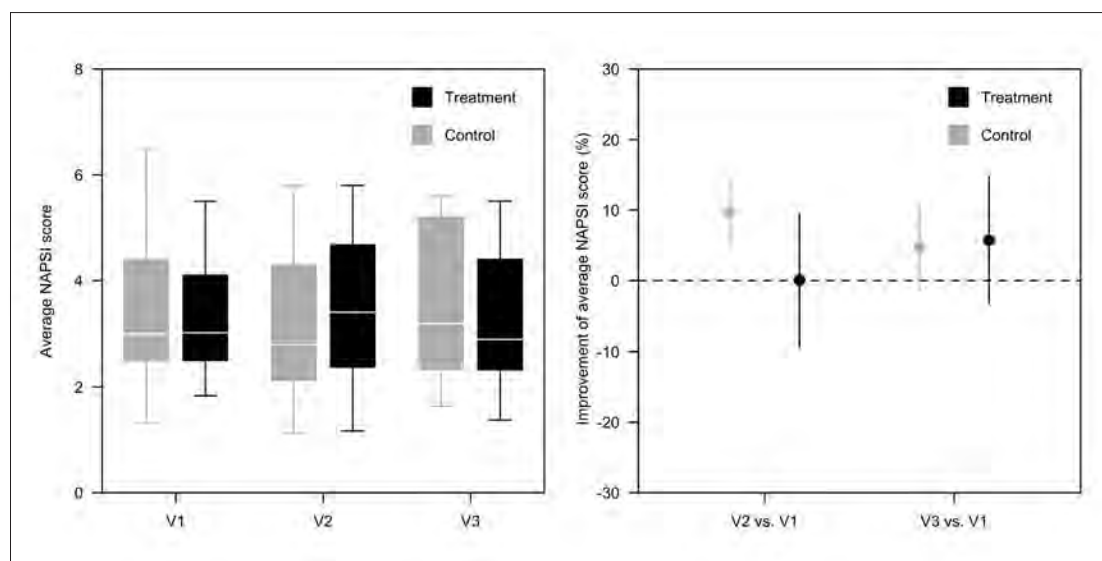 Average NAPSI score
8
6
4
2
0
Treatment
Control
V1
V2
V3
Improvement of average NAPSI score (%)
30
20
10
0
-10
-20
-30
Treatment
Control
V2 vs. V1
V3 vs. V1